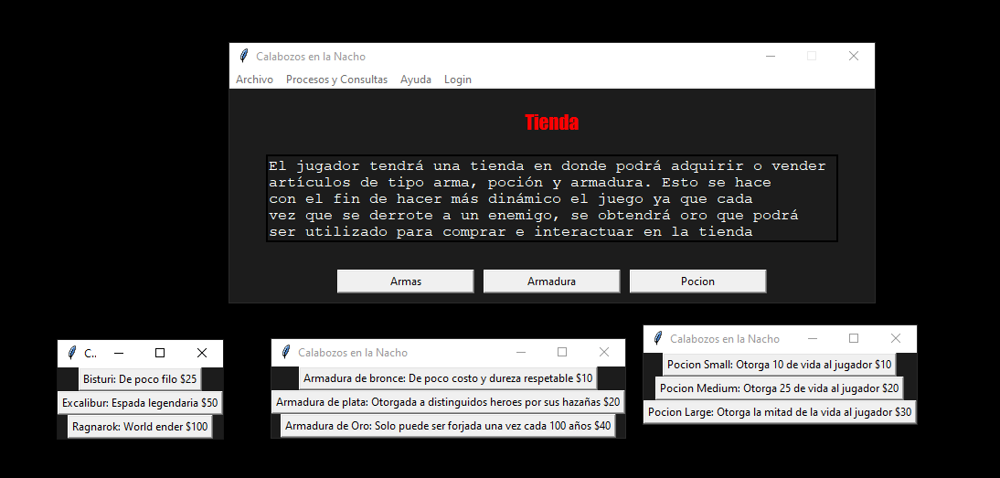 Calabozos en la Nacho
Archivo Procesos y Consultas Ayuda Login
Tienda
El jugador tendrá una tienda en donde podrá adquirir o vender
artículos de tipo arma, poción y armadura. Esto se hace
con el fin de hacer más dinámico el juego ya que cada
vez que se derrote a un enemigo, se obtendrá oro que podrá
ser utilizado para comprar e interactuar en la tienda
Armas Armadura Pocion
C..
Bisturi: De poco filo $25
Excalibur: Espada legendaria $50
Ragnarok: World ender $100
Calabozos en la Nacho
Armadura de bronce: De poco costo y dureza respetable $10
Armadura de plata: Otorgada a distinguidos heroes por sus hazañas $20
Armadura de Oro: Solo puede ser forjada una vez cada 100 años $40
Calabozos en la Nacho
Pocion Small: Otorga 10 de vida al jugador $10
Pocion Medium: Otorga 25 de vida al jugador $20
Pocion Large: Otorga la mitad de la vida al jugador $30